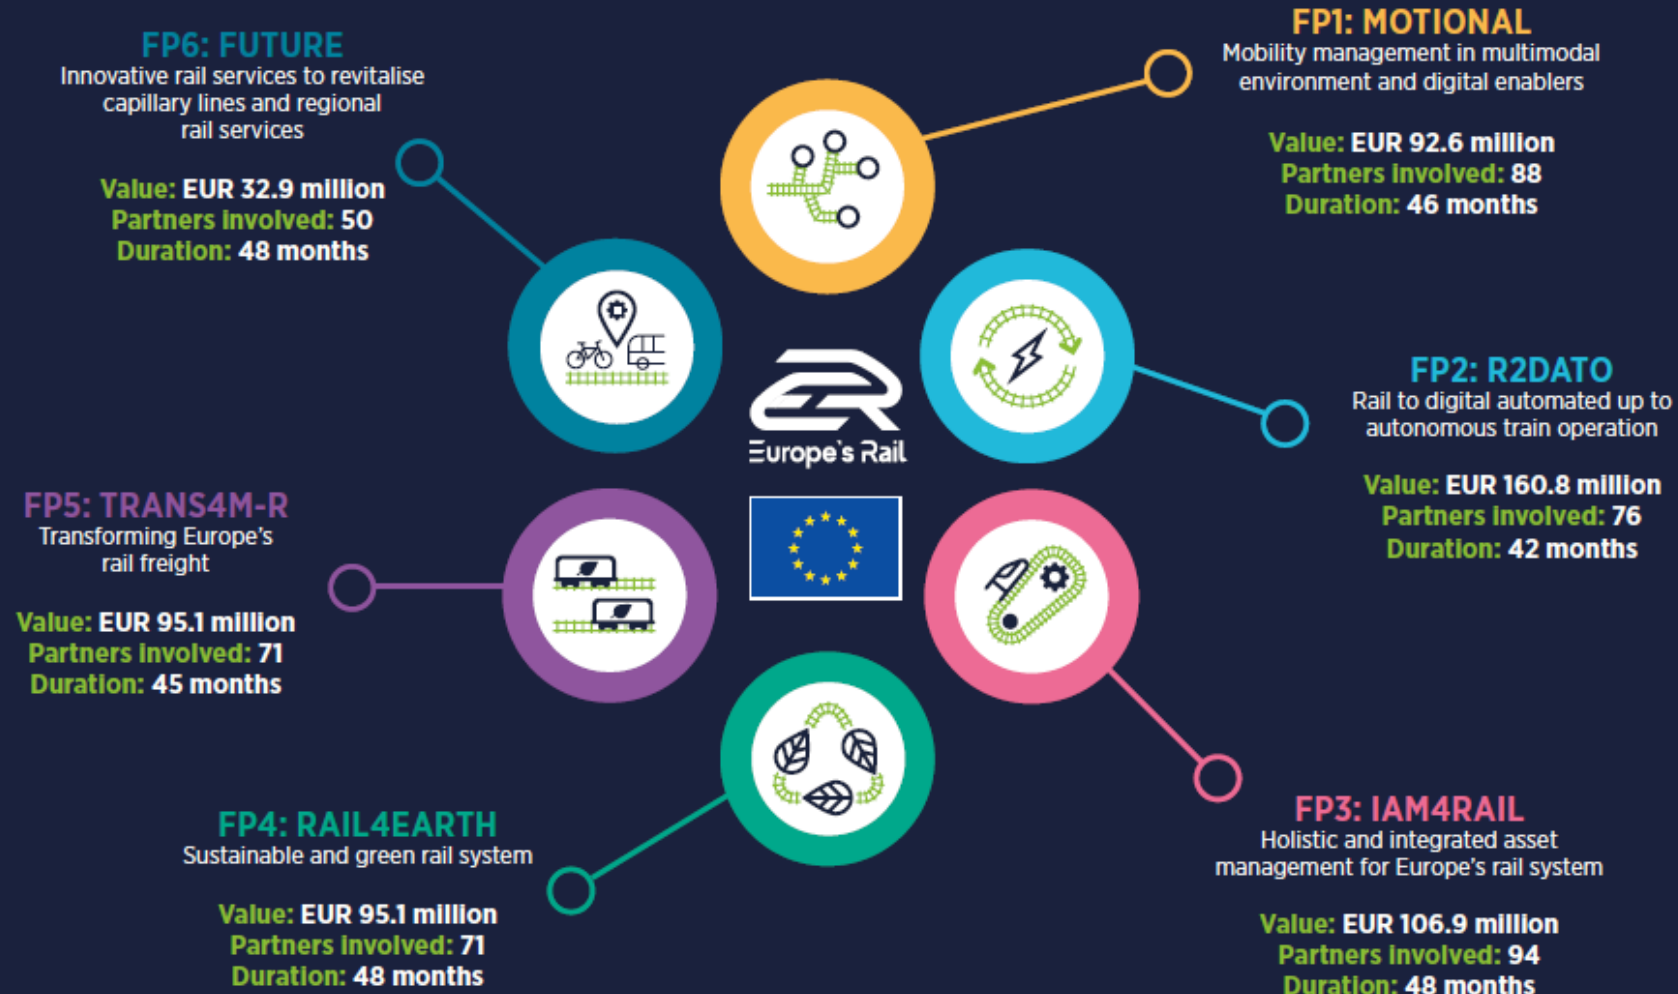 FP1: MOTIONAL
Mobility management in multimodal
environment and digital enablers
Value: EUR 92.6 million
Partners involved: 88
Duration: 46 months
FP2: R2DATO
Rail to digital automated up to
autonomous train operation
Value: EUR 160.8 million
Partners involved: 76
Duration: 42 months
FP3: IAM4RAIL
Holistic and integrated asset
management for Europe's rail system
Value: EUR 106.9 million
Partners involved: 94
Duration: 48 months
FP4: RAIL4EARTH
Sustainable and green rail system
Value: EUR 95.1 million
Partners involved: 71
Duration: 48 months
FP5: TRANS4M-R
Transforming Europe's
rail freight
Value: EUR 95.1 million
Partners involved: 71
Duration: 45 months
FP6: FUTURE
Innovative rail services to revitalise
capillary lines and regional
rail services
Value: EUR 32.9 million
Partners involved: 50
Duration: 48 months
ER
Europe's Rail